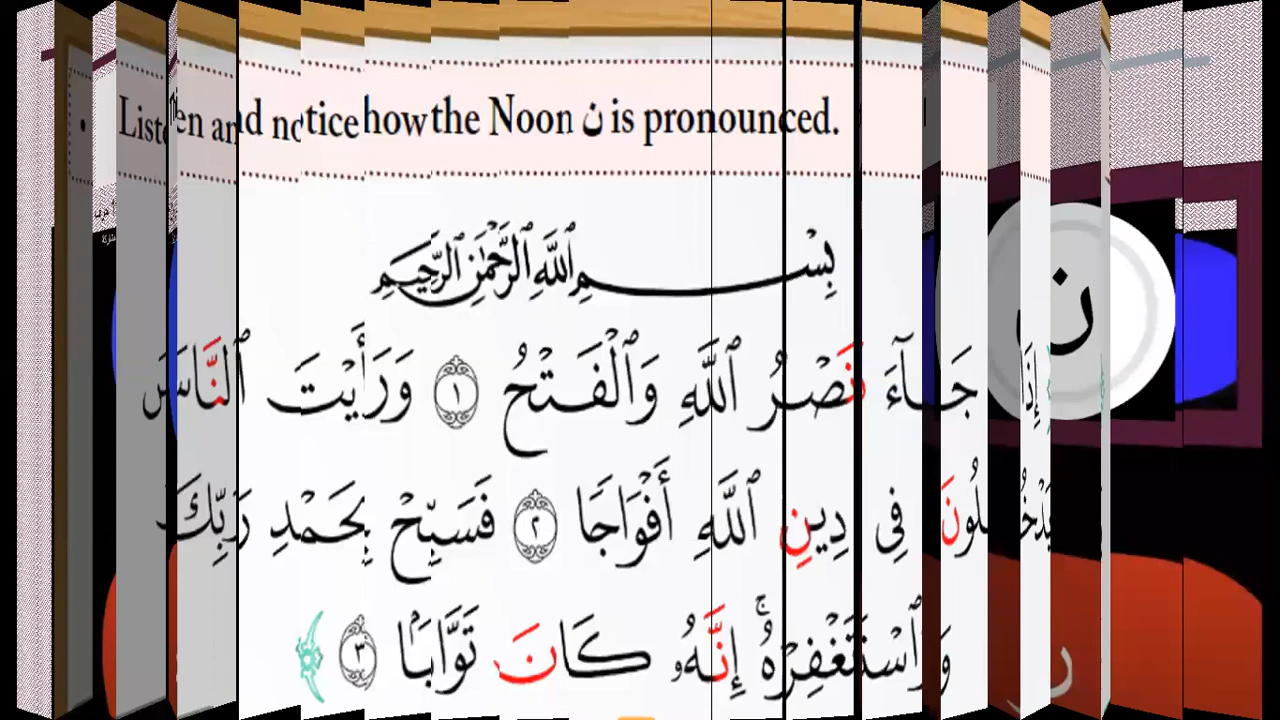 Listen and notice how the Noon ن is pronounced.
بِسْمِ ٱللَّهِ ٱلرَّحْمَٰنِ ٱلرَّحِيمِ
إِذَا جَآءَ نَصْرُ ٱللَّهِ وَٱلْفَتْحُ ١ وَرَأَيْتَ ٱلنَّاسَ
يَدْخُلُونَ فِى دِينِ ٱللَّهِ أَفْوَاجًا ٢ فَسَبِّحْ بِحَمْدِ رَبِّكَ
وَٱسْتَغْفِرْهُ ۚ إِنَّهُۥ كَانَ تَوَّابًۢا ٣
ن